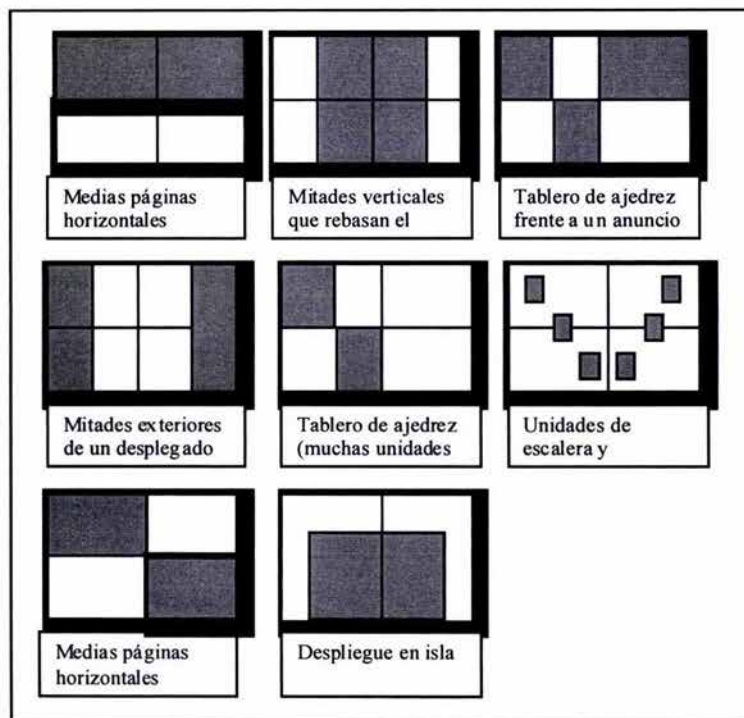 Medias páginas
horizontales
Mitades verticales
que rebasan el
Tablero de ajedrez
frente a un anuncio
Mitades exteriores
de un desplegado
Tablero de ajedrez
(muchas unidades
Unidades de
escalera y
Medias páginas
horizontales
Despliegue en isla